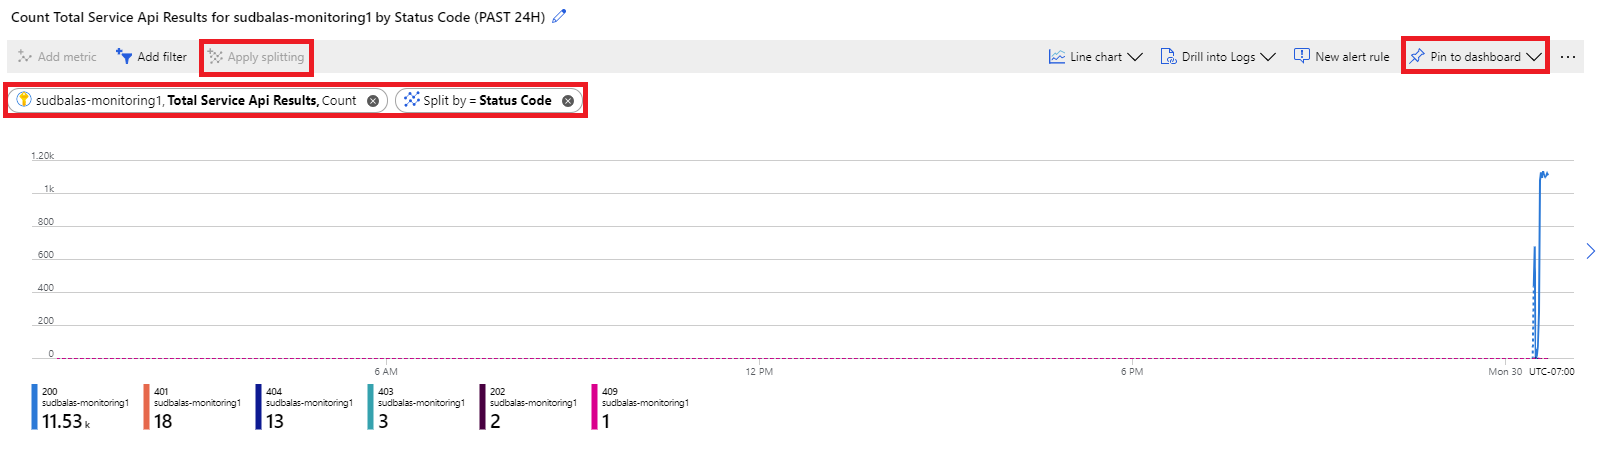 Count Total Service Api Results for sudbalas-monitoring1 by Status Code (PAST 24H)
Add metric Add filter Apply splitting Line chart Drill into Logs New alert rule Pin to dashboard ...
sudbalas-monitoring1, Total Service Api Results, Count Split by = Status Code
1.20k
1k
800
600
400
200
0
6 AM 12 PM 6 PM Mon 30 UTC-07:00
200 401 404 403 202 409
sudbalas-monitoring1 sudbalas-monitoring1 sudbalas-monitoring1 sudbalas-monitoring1 sudbalas-monitoring1 sudbalas-monitoring1
11.53 k 18 13 3 2 1